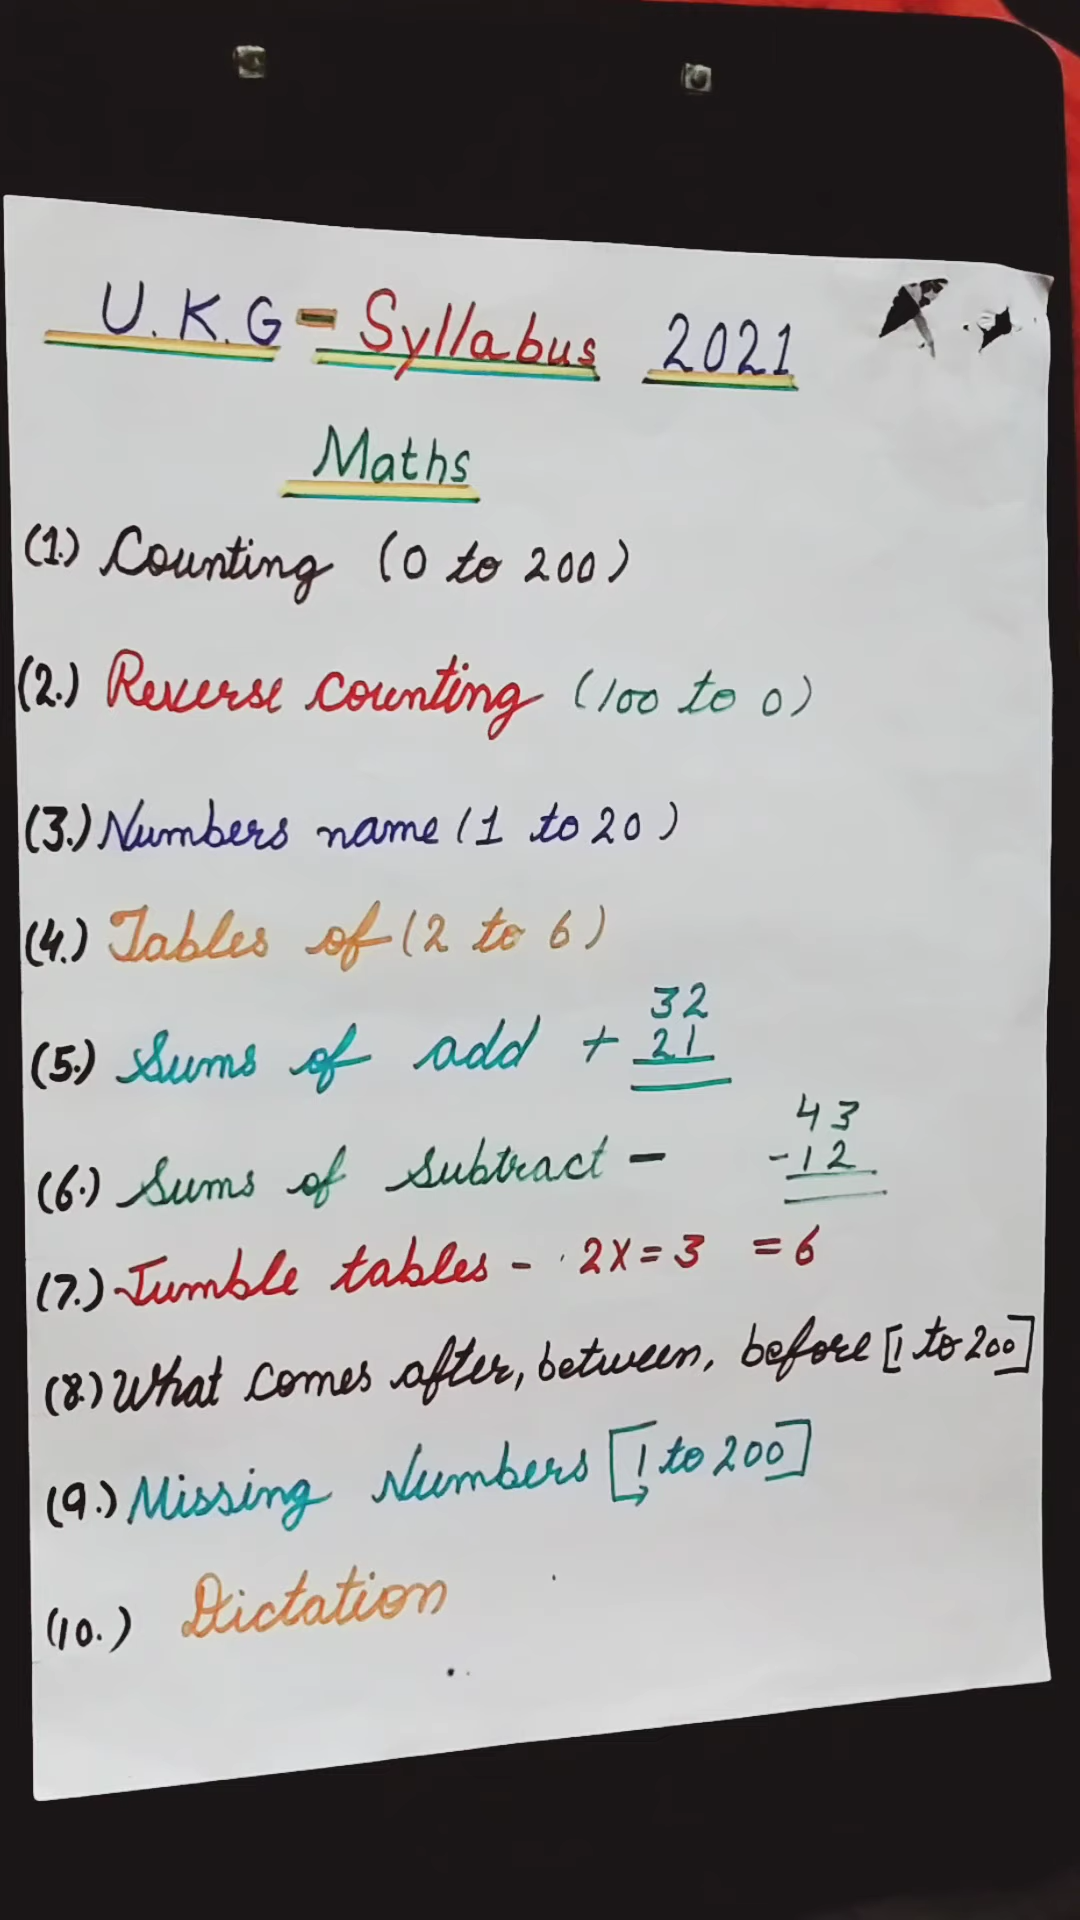 U.K.G - Syllabus 2021
Maths
(1.) Counting (0 to 200)
(2.) Reverse counting (100 to 0)
(3.) Numbers name (1 to 20)
(4.) Tables of (2 to 6)
32
(5.) Sums of add + 21
43
(6.) Sums of Subtract - -12
(7.) Jumble tables - 2X=3 =6
(8.) What comes after, between, before [1 to 200]
(9.) Missing Numbers [1 to 200]
(10.) Dictation